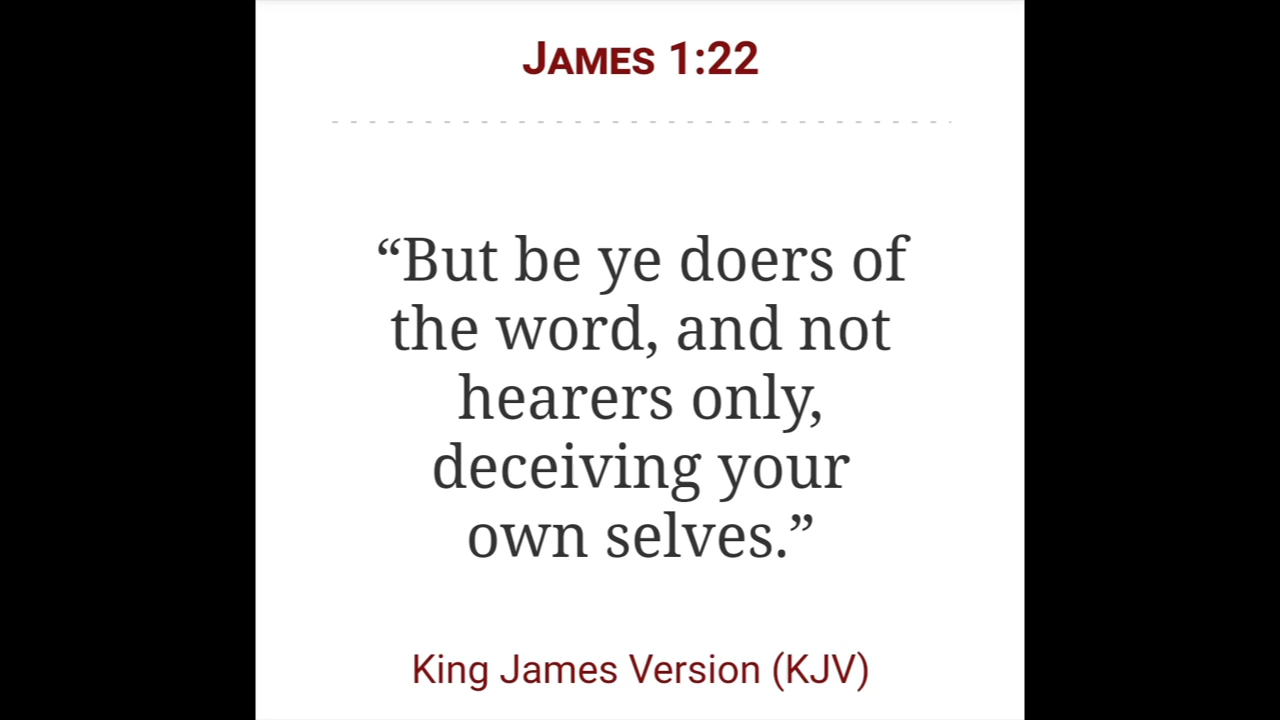 JAMES 1:22
“But be ye doers of
the word, and not
hearers only,
deceiving your
own selves.”
King James Version (KJV)